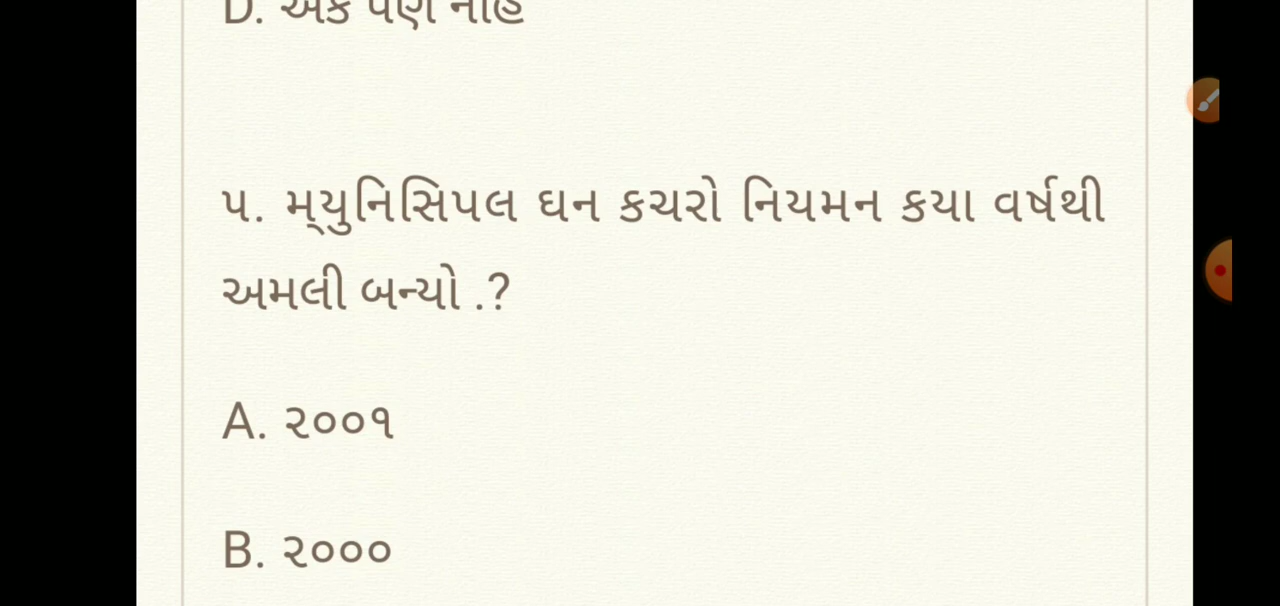 D. એક પણ નહિ
૫. મ્યુનિસિપલ ઘન કચરો નિયમન કયા વર્ષથી
અમલી બન્યો .?
A. ૨૦૦૧
B. ૨૦૦૦